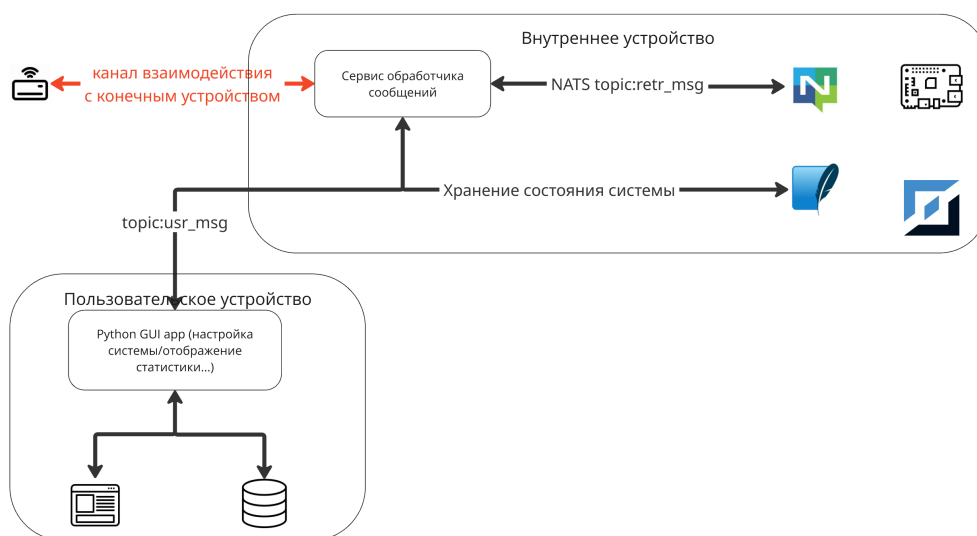 Внутреннее устройство
канал взаимодействия
с конечным устройством
Сервис обработчика
сообщений
NATS topic:retr_msg
Хранение состояния системы
topic:usr_msg
Пользовательское устройство
Python GUI app (настройка
системы/отображение
статистики...)